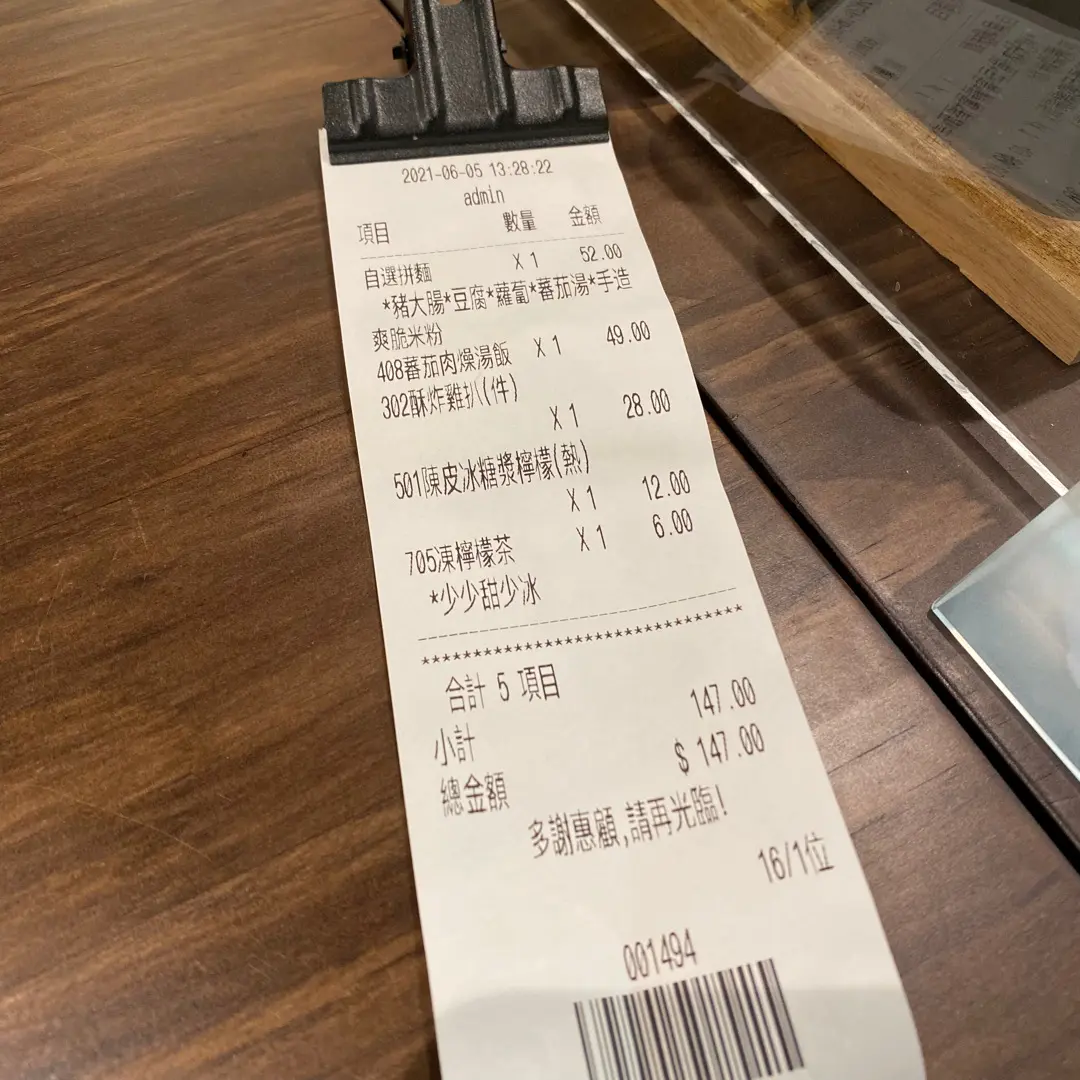 2021-06-05 13:28:22
admin
項目 數量 金額
自選拼麵 X 1 52.00
*豬大腸*豆腐*蘿蔔*蕃茄湯*手造
爽脆米粉
408蕃茄肉燥湯飯 X 1 49.00
302酥炸雞扒(件)
X 1 28.00
501陳皮冰糖漿檸檬(熱)
X 1 12.00
705凍檸檬茶 X 1 6.00
*少少甜少冰
*********************************
合計 5 項目
小計 147.00
總金額 $ 147.00
多謝惠顧,請再光臨!
16/1位
001494